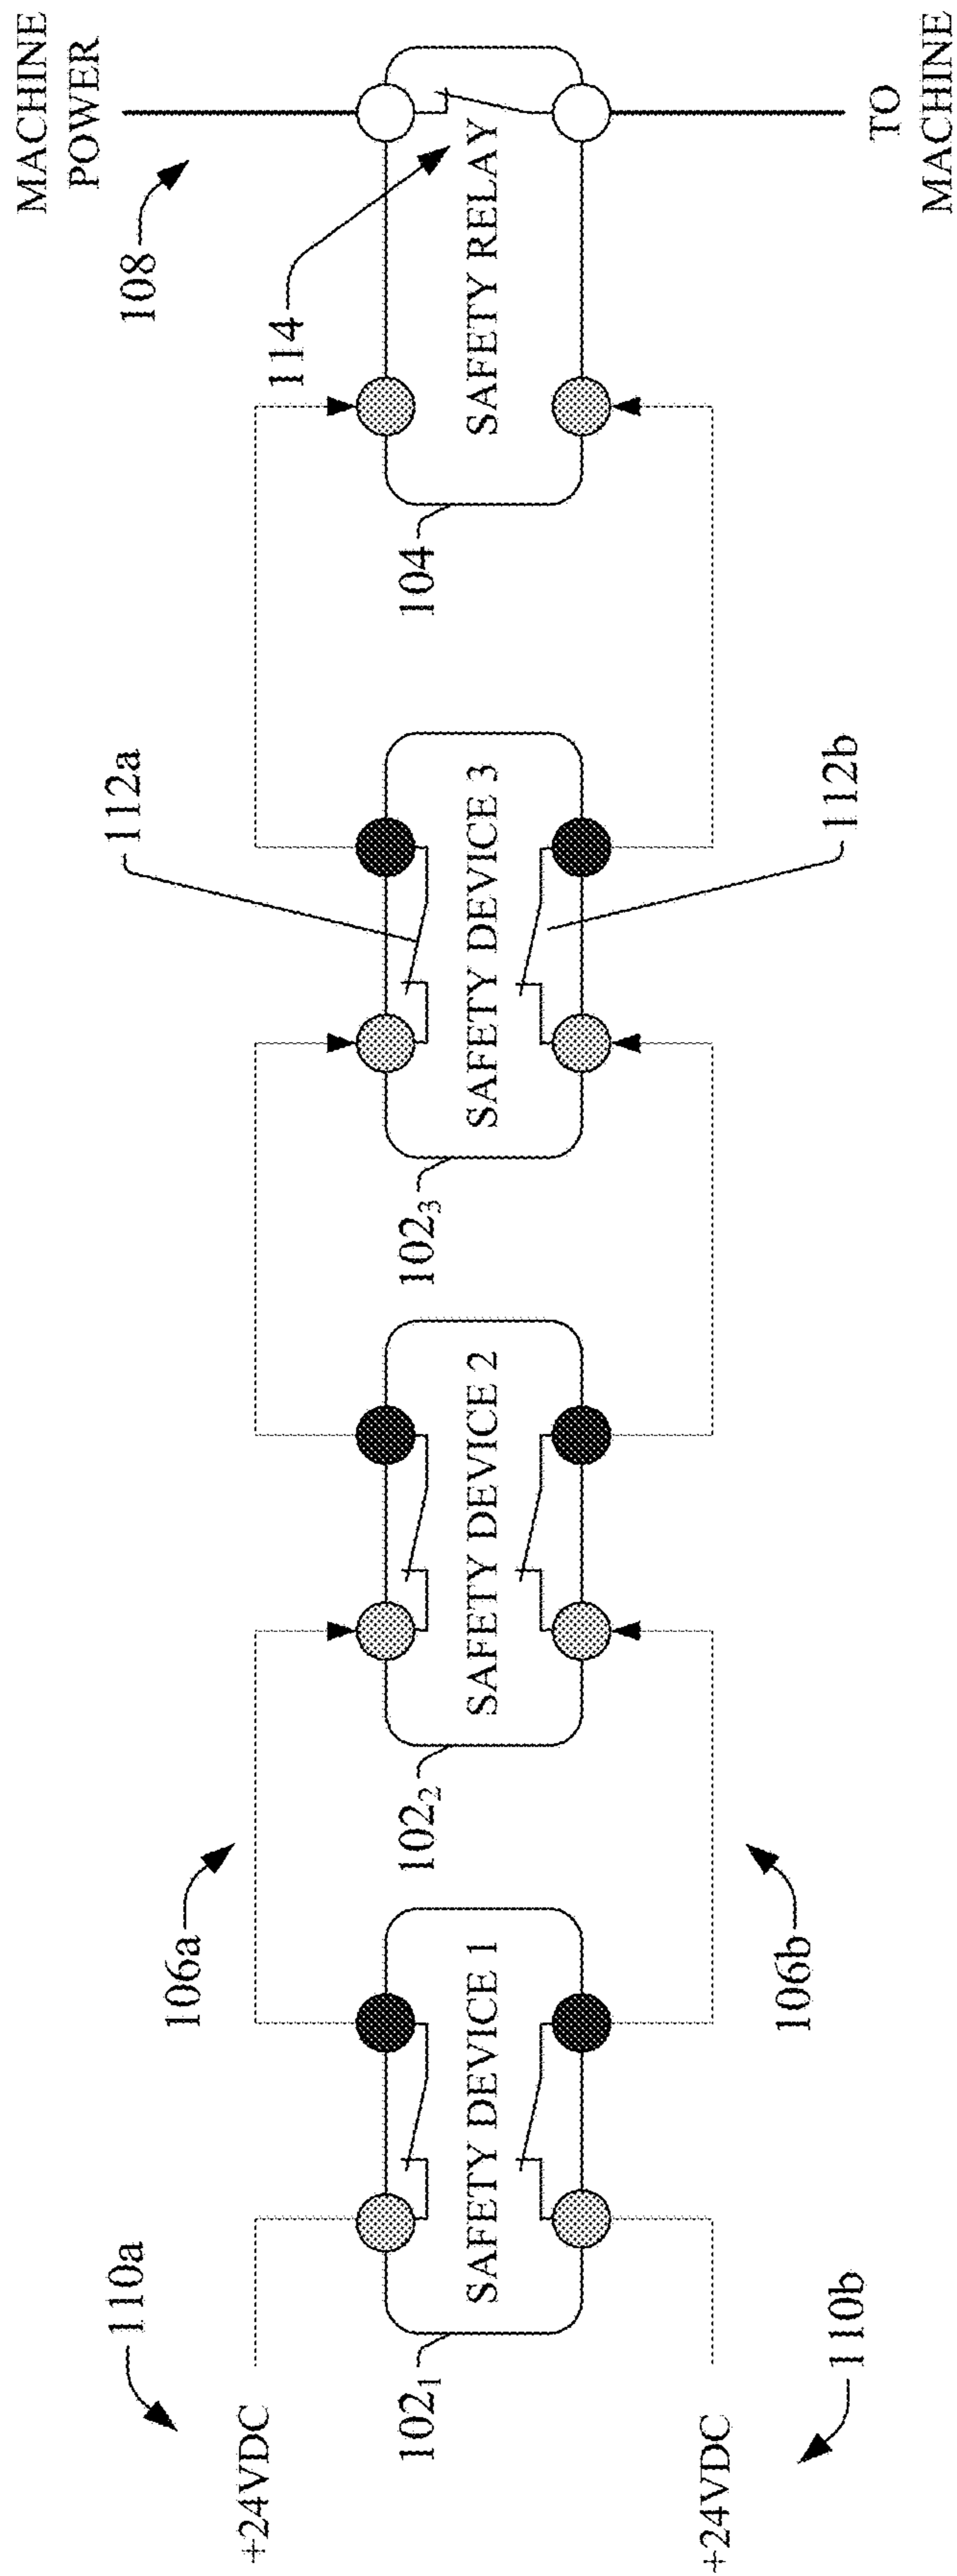 +24VDC
110a
106a
112a
114
108
MACHINE
POWER
102₁
SAFETY DEVICE 1
102₂
SAFETY DEVICE 2
102₃
SAFETY DEVICE 3
104
SAFETY RELAY
+24VDC
110b
106b
112b
TO
MACHINE